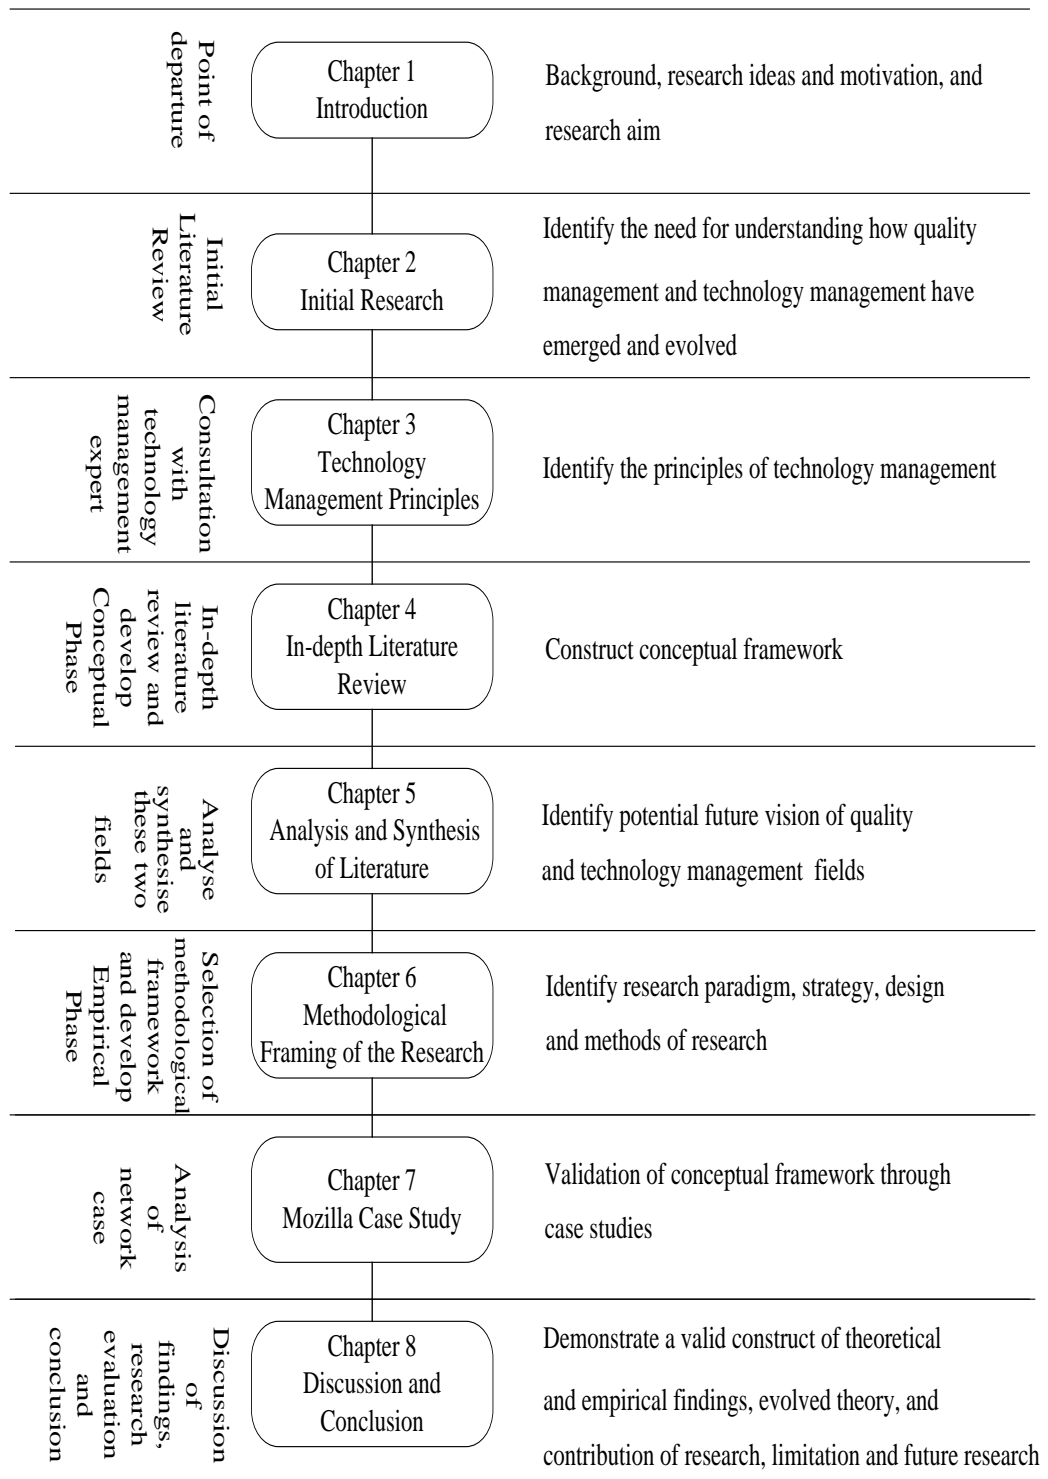 Point of
departure
Chapter 1
Introduction
Background, research ideas and motivation, and
research aim
Initial
Literature
Review
Chapter 2
Initial Research
Identify the need for understanding how quality
management and technology management have
emerged and evolved
Consultation
with
technology
management
expert
Chapter 3
Technology
Management Principles
Identify the principles of technology management
In-depth
literature
review and
develop
Conceptual
Phase
Chapter 4
In-depth Literature
Review
Construct conceptual framework
Analyse
and
synthesise
these two
fields
Chapter 5
Analysis and Synthesis
of Literature
Identify potential future vision of quality
and technology management fields
Selection of
methodological
framework
and develop
Empirical
Phase
Chapter 6
Methodological
Framing of the Research
Identify research paradigm, strategy, design
and methods of research
Analysis
of
network
case
Chapter 7
Mozilla Case Study
Validation of conceptual framework through
case studies
Discussion
of
findings,
research
evaluation
and
conclusion
Chapter 8
Discussion and
Conclusion
Demonstrate a valid construct of theoretical
and empirical findings, evolved theory, and
contribution of research, limitation and future research